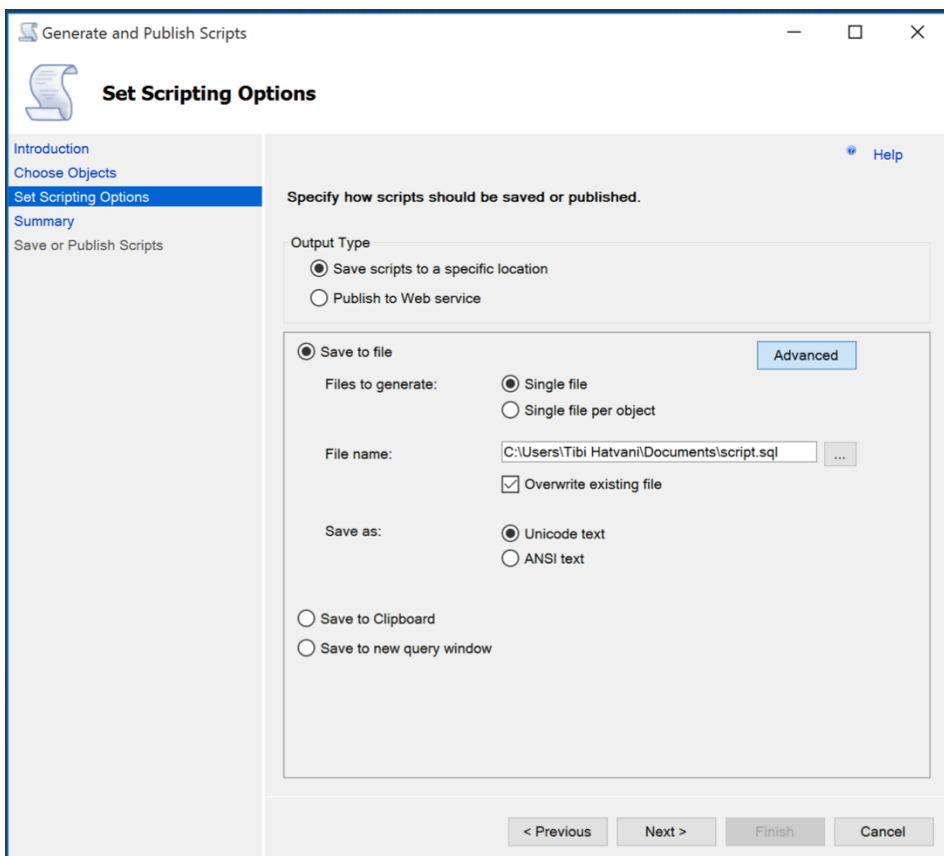 Generate and Publish Scripts
Set Scripting Options
Introduction
Choose Objects
Set Scripting Options
Summary
Save or Publish Scripts
Help
Specify how scripts should be saved or published.
Output Type
Save scripts to a specific location
Publish to Web service
Save to file
Advanced
Files to generate:
Single file
Single file per object
File name:
C:\Users\Tibi Hatvani\Documents\script.sql
...
Overwrite existing file
Save as:
Unicode text
ANSI text
Save to Clipboard
Save to new query window
< Previous
Next >
Finish
Cancel